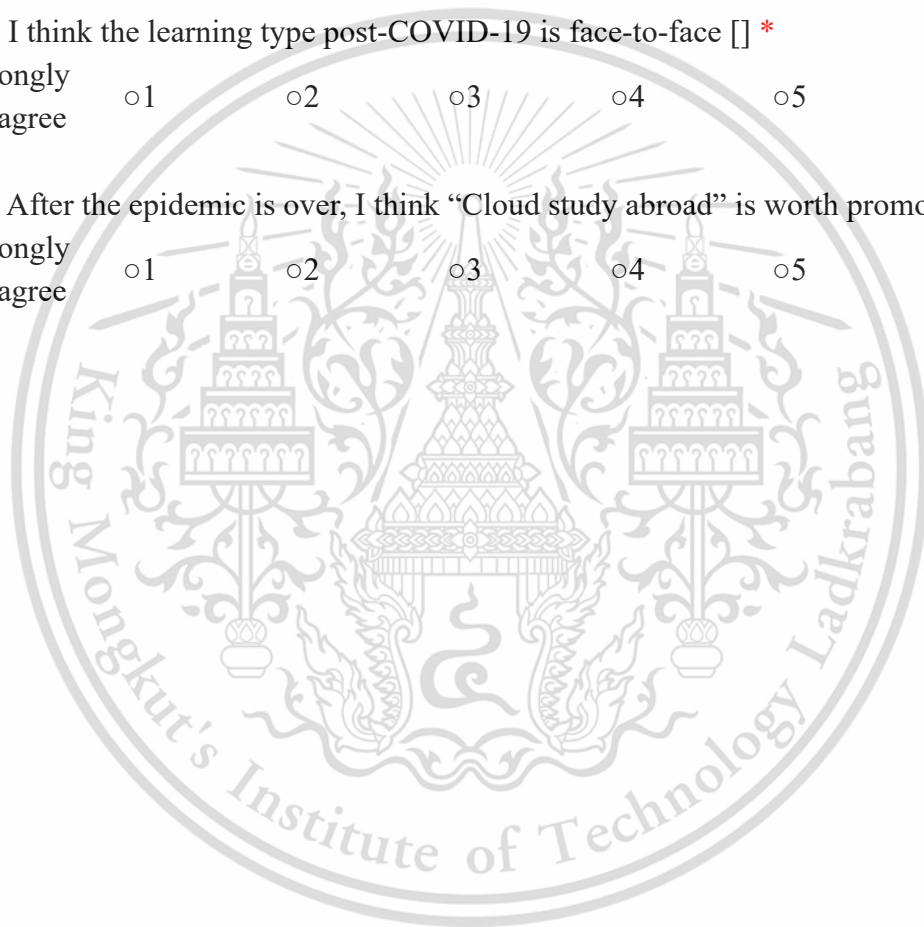 I think the learning type post-COVID-19 is face-to-face [] *
ongly
agree
○1 ○2 ○3 ○4 ○5
After the epidemic is over, I think “Cloud study abroad” is worth promo
ongly
agree
○1 ○2 ○3 ○4 ○5
King Mongkut's Institute of Technology Ladkrabang